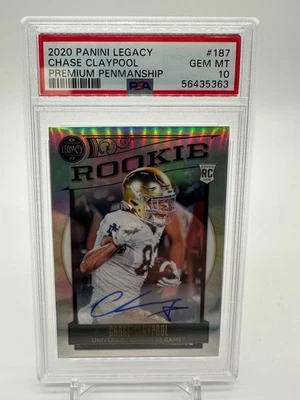 2020 PANINI LEGACY #187
CHASE CLAYPOOL GEM MT
PREMIUM PENMANSHIP 10
PSA 56435363
LEGACY
ROOKIE
RC
CHASE CLAYPOOL